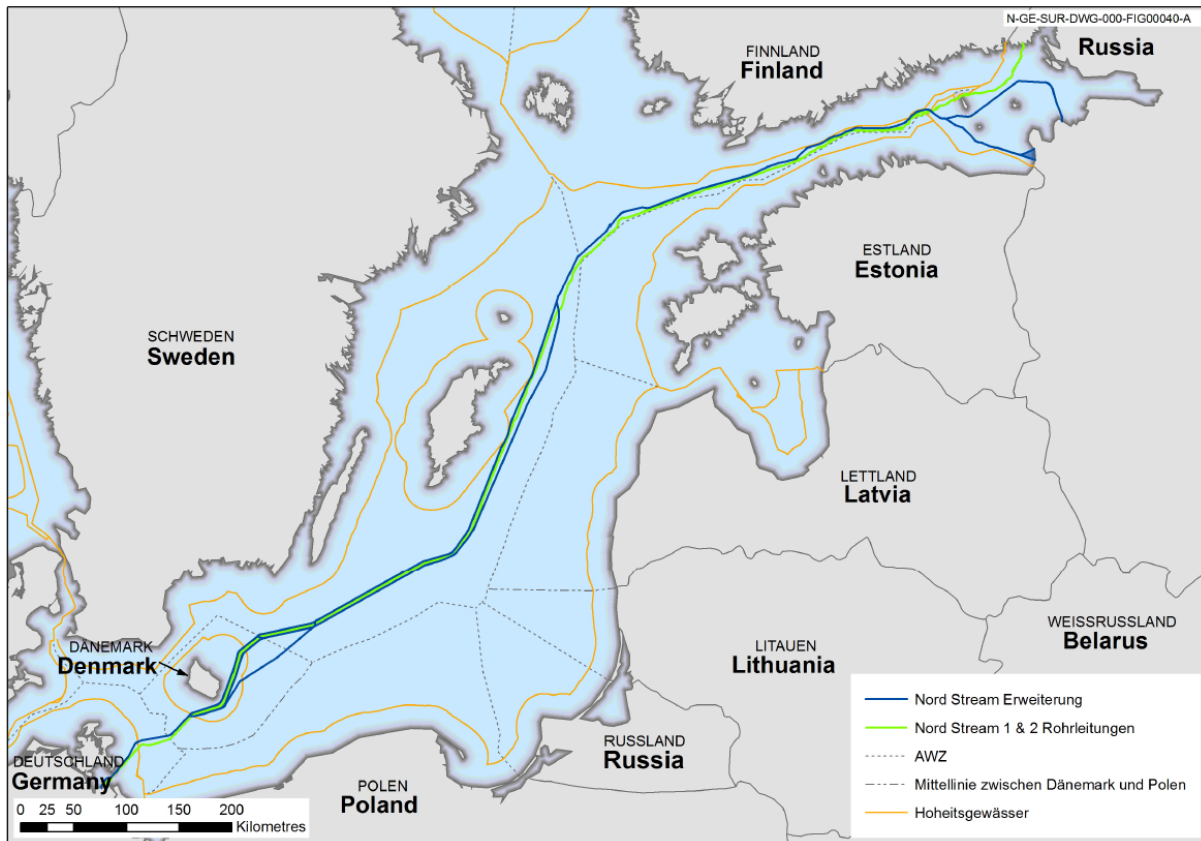 N-GE-SUR-DWG-000-FIG00040-A
FINNLAND
Finland
Russia
ESTLAND
Estonia
SCHWEDEN
Sweden
LETTLAND
Latvia
WEISSRUSSLAND
Belarus
DÄNEMARK
Denmark
LITAUEN
Lithuania
DEUTSCHLAND
Germany
POLEN
Poland
RUSSLAND
Russia
Nord Stream Erweiterung
Nord Stream 1 & 2 Rohrleitungen
AWZ
Mittellinie zwischen Dänemark und Polen
Hoheitsgewässer
0 25 50 100 150 200
Kilometres